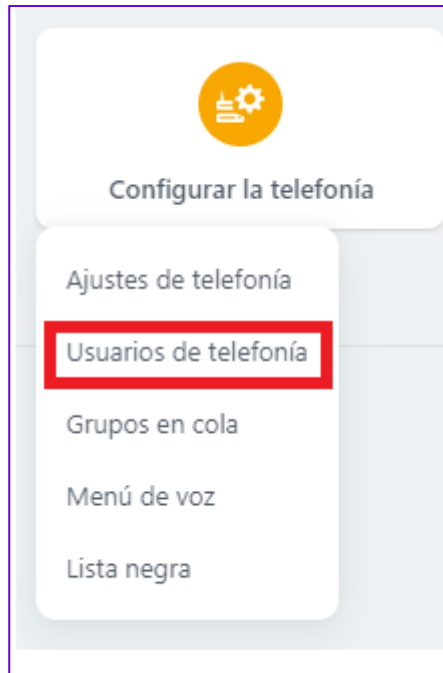 Configurar la telefonía
Ajustes de telefonía
Usuarios de telefonía
Grupos en cola
Menú de voz
Lista negra